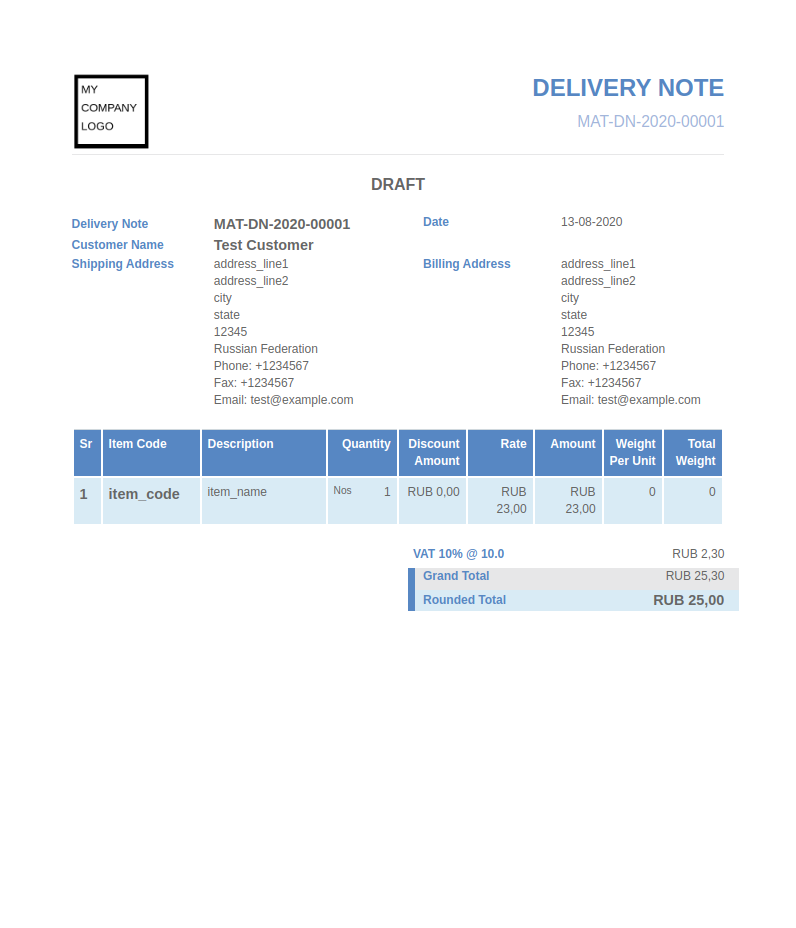 MY
COMPANY
LOGO
DELIVERY NOTE
MAT-DN-2020-00001
DRAFT
Delivery Note MAT-DN-2020-00001 Date 13-08-2020
Customer Name Test Customer
Shipping Address address_line1 Billing Address address_line1
address_line2 address_line2
city city
state state
12345 12345
Russian Federation Russian Federation
Phone: +1234567 Phone: +1234567
Fax: +1234567 Fax: +1234567
Email: test@example.com Email: test@example.com
Sr Item Code Description Quantity Discount Rate Amount Weight Total
Amount Per Unit Weight
1 item_code item_name Nos 1 RUB 0,00 RUB RUB 0 0
23,00 23,00
VAT 10% @ 10.0 RUB 2,30
Grand Total RUB 25,30
Rounded Total RUB 25,00